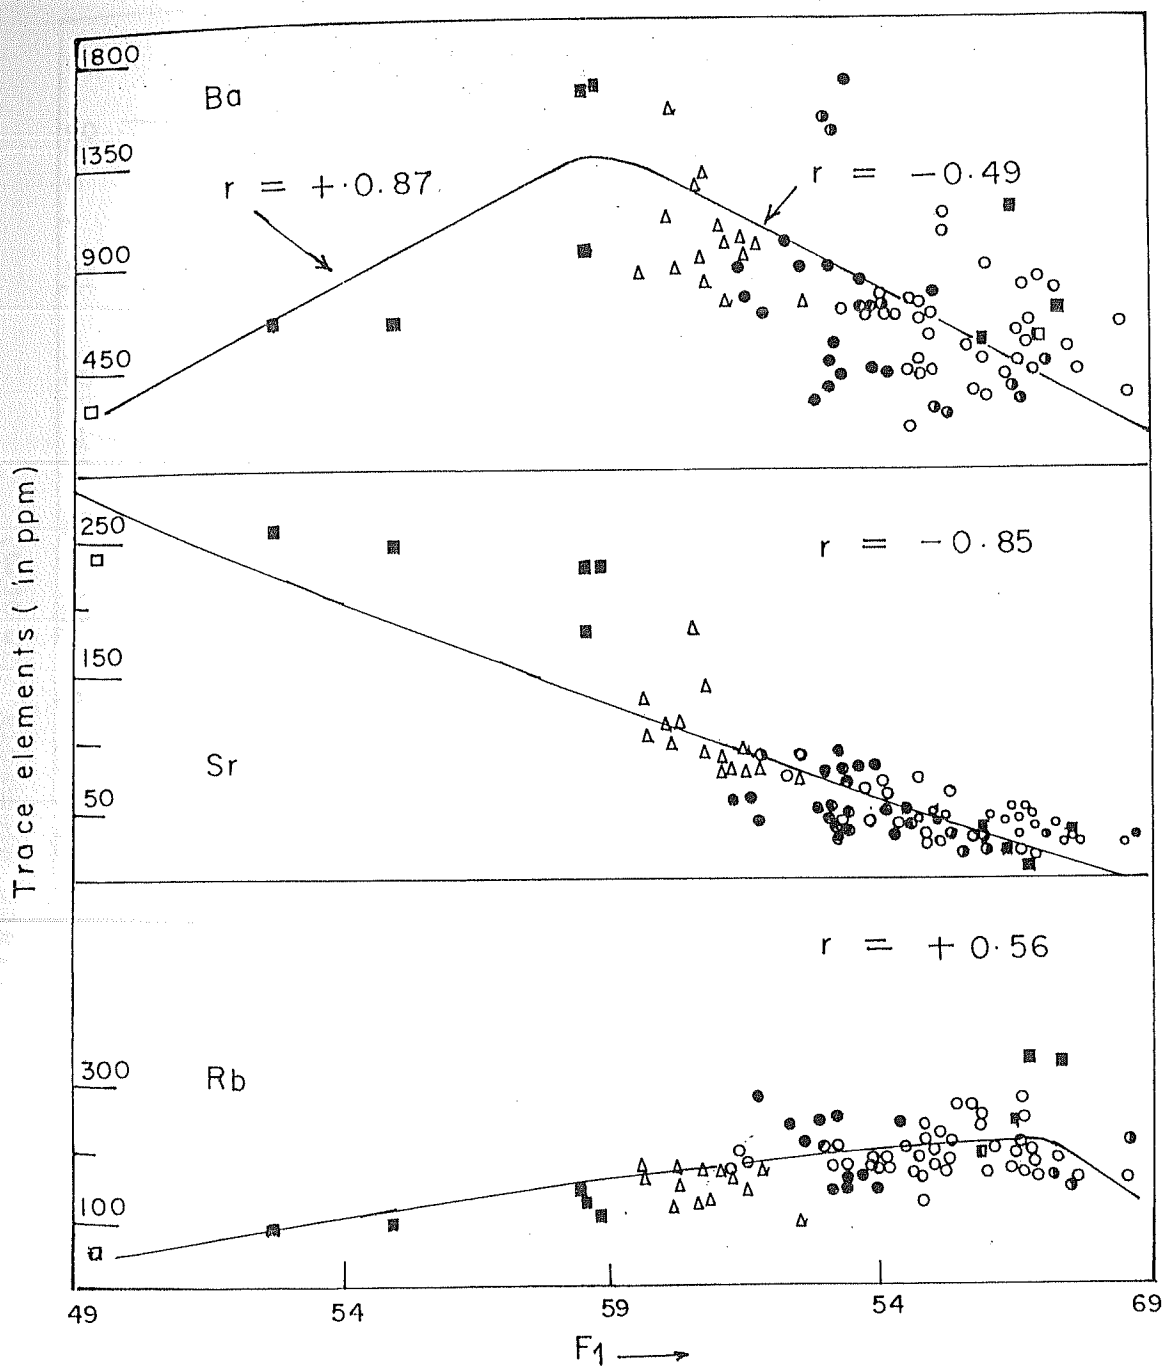 1800
Ba
1350
r = +·0.87
r = -0.49
900
450
Trace elements ( in ppm)
250
r = -0.85
150
Sr
50
r = + 0.56
300
Rb
100
49
54
59
54
69
F1